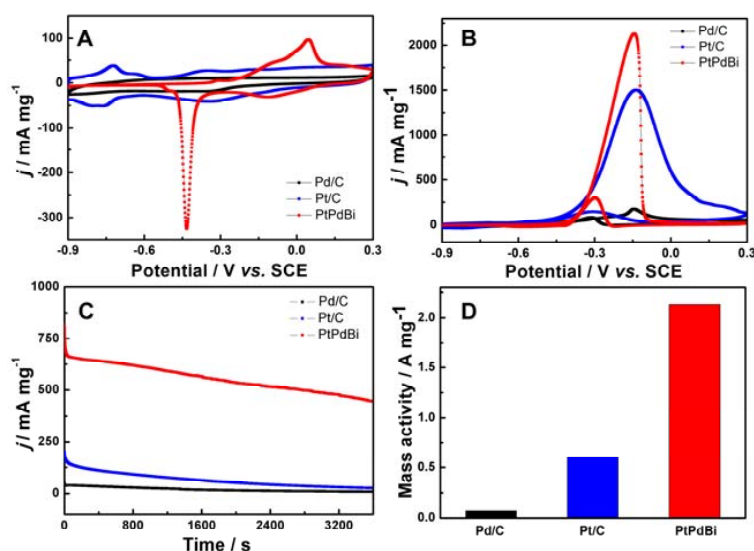 A
j / mA mg-1
100
0
-100
-200
-300
Pd/C
Pt/C
PtPdBi
-0.9 -0.6 -0.3 0.0 0.3
Potential / V vs. SCE
B
j / mA mg-1
2000
1500
1000
500
0
Pd/C
Pt/C
PtPdBi
-0.9 -0.6 -0.3 0.0 0.3
Potential / V vs. SCE
C
j / mA mg-1
1000
750
500
250
0
Pd/C
Pt/C
PtPdBi
0 800 1600 2400 3200
Time / s
D
Mass activity / A mg-1
2.0
1.5
1.0
0.5
0.0
Pd/C Pt/C PtPdBi